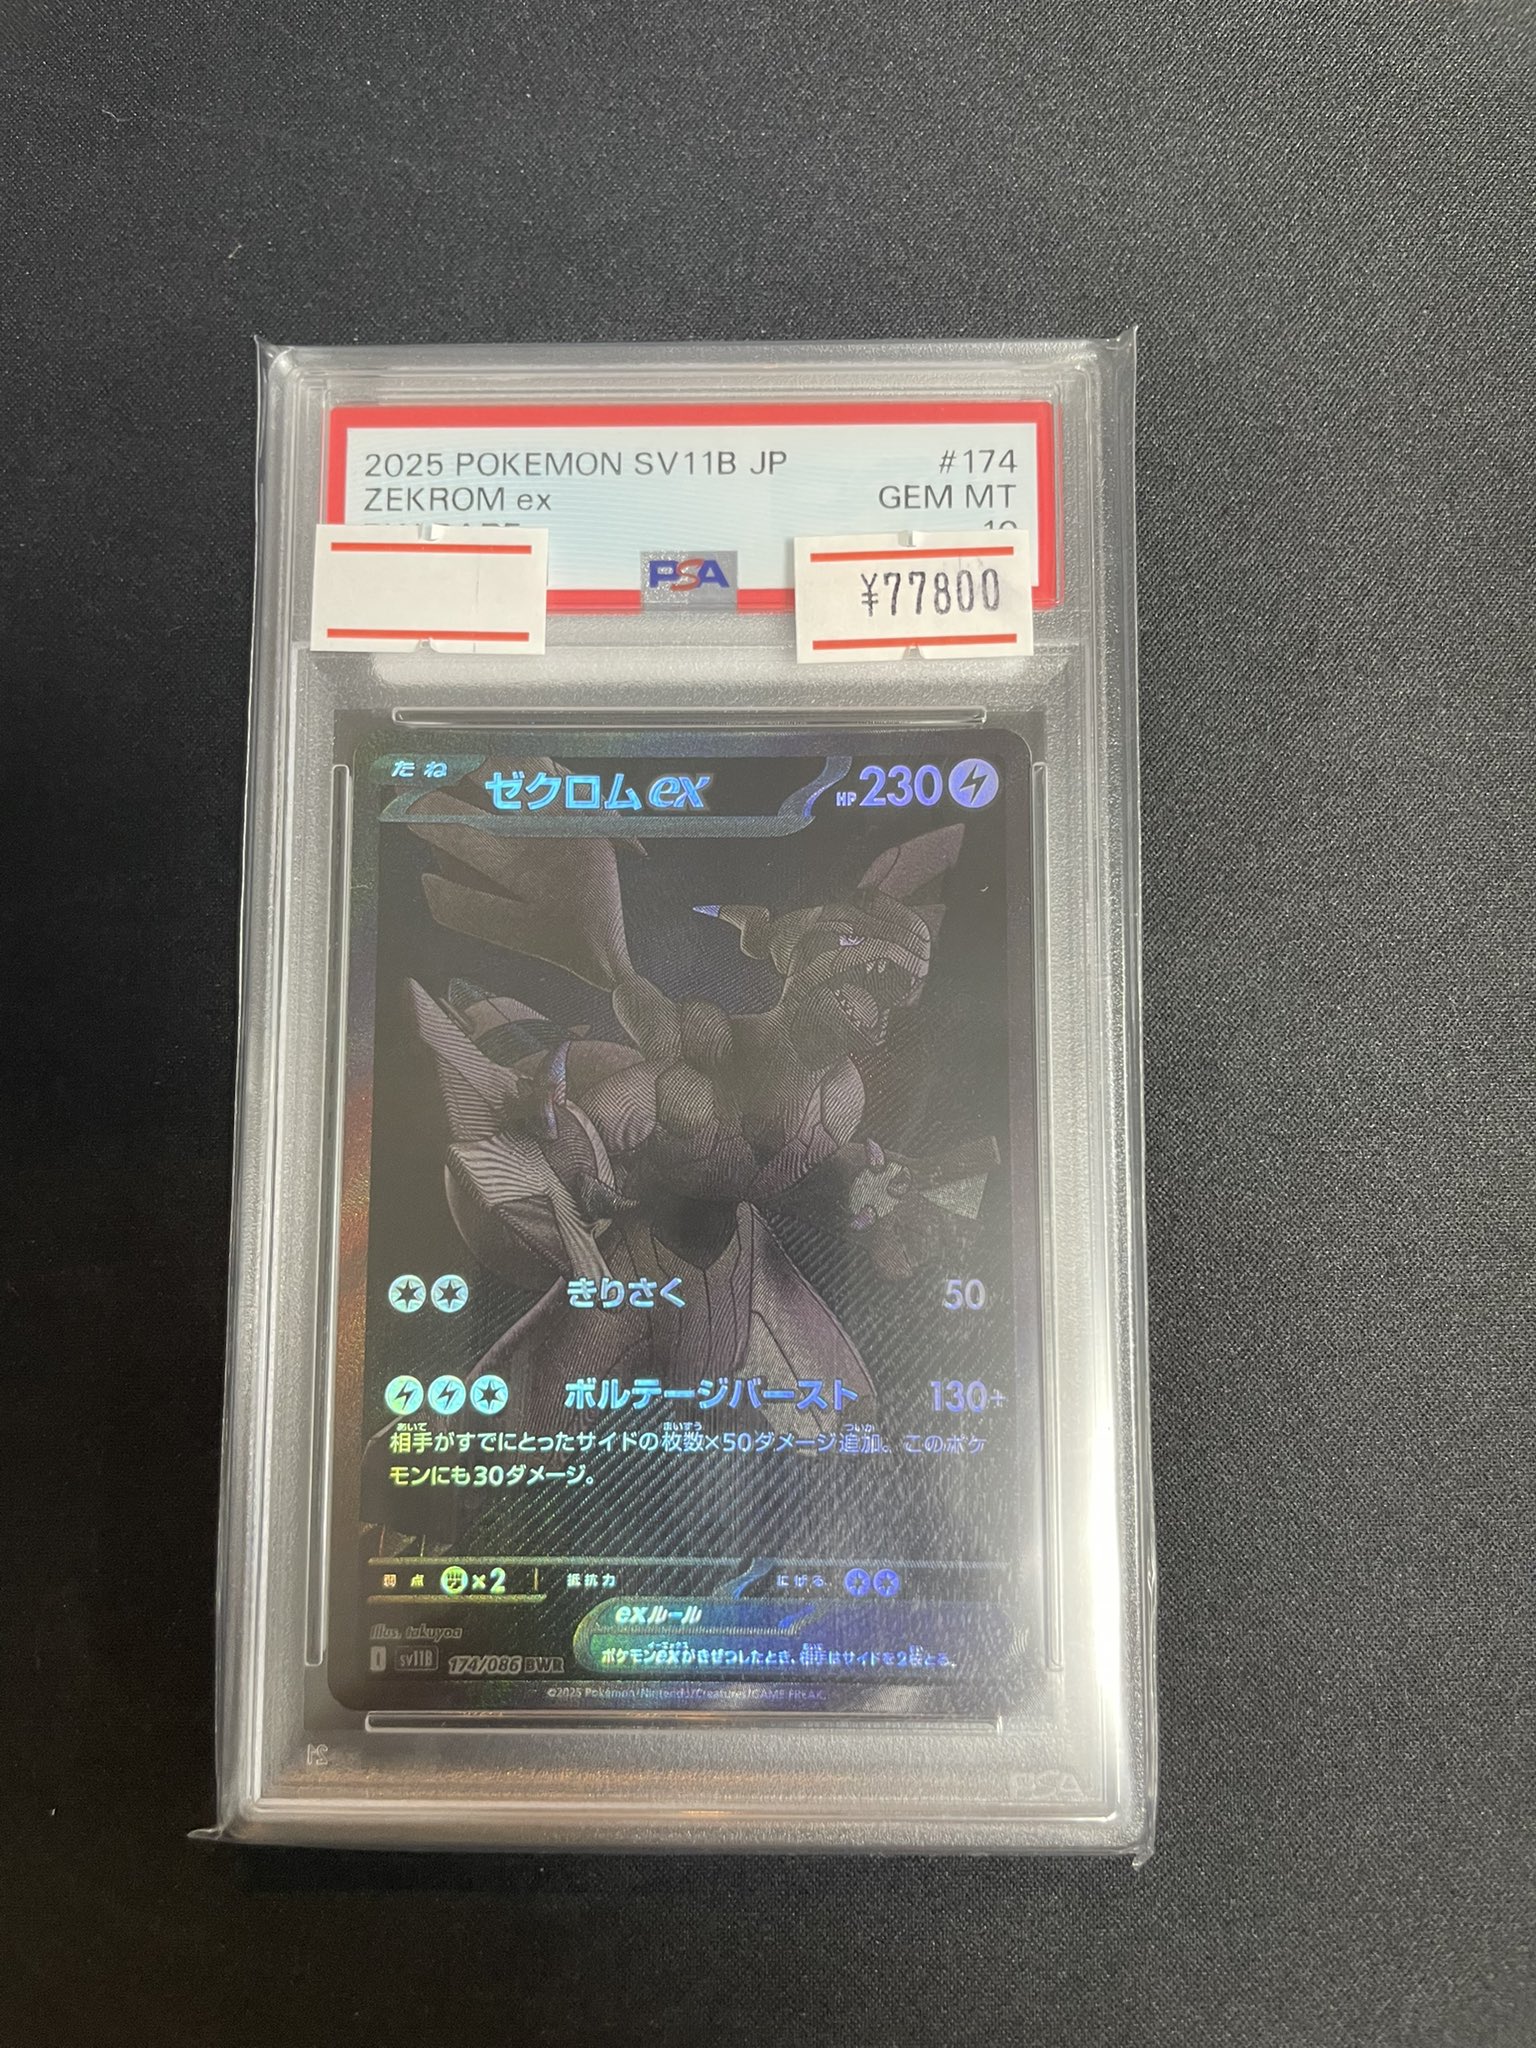 2025 POKEMON SV11B JP #174
ZEKROM ex GEM MT
PSA
¥77800
たね ゼクロムex HP230
きりさく 50
ボルテージバースト 130+
相手がすでにとったサイドの枚数×50ダメージ追加。このポケ
モンにも30ダメージ。
弱点 ×2 抵抗力 にげる
exルール
ポケモンexがきぜつしたとき、相手はサイドを2枚とる。
Illus. takuyoa
I sv11B 174/086 BWR
©2025 Pokémon/Nintendo/Creatures/GAME FREAK.
PSA